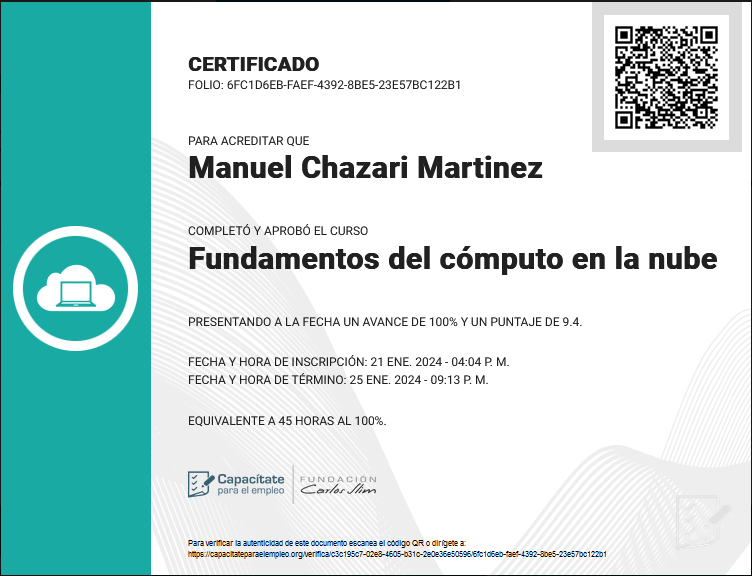 CERTIFICADO
FOLIO: 6FC1D6EB-FAEF-4392-8BE5-23E57BC122B1
PARA ACREDITAR QUE
Manuel Chazari Martinez
COMPLETÓ Y APROBÓ EL CURSO
Fundamentos del cómputo en la nube
PRESENTANDO A LA FECHA UN AVANCE DE 100% Y UN PUNTAJE DE 9.4.
FECHA Y HORA DE INSCRIPCIÓN: 21 ENE. 2024 - 04:04 P. M.
FECHA Y HORA DE TÉRMINO: 25 ENE. 2024 - 09:13 P. M.
EQUIVALENTE A 45 HORAS AL 100%.
Capacítate
para el empleo
FUNDACIÓN
Carlos Slim
Para verificar la autenticidad de este documento escanea el código QR o dirígete a:
https://capacitateparaelempleo.org/verifica/c3c195c7-02e8-4605-b31c-2e0e36e50596/6fc1d6eb-faef-4392-8be5-23e57bc122b1